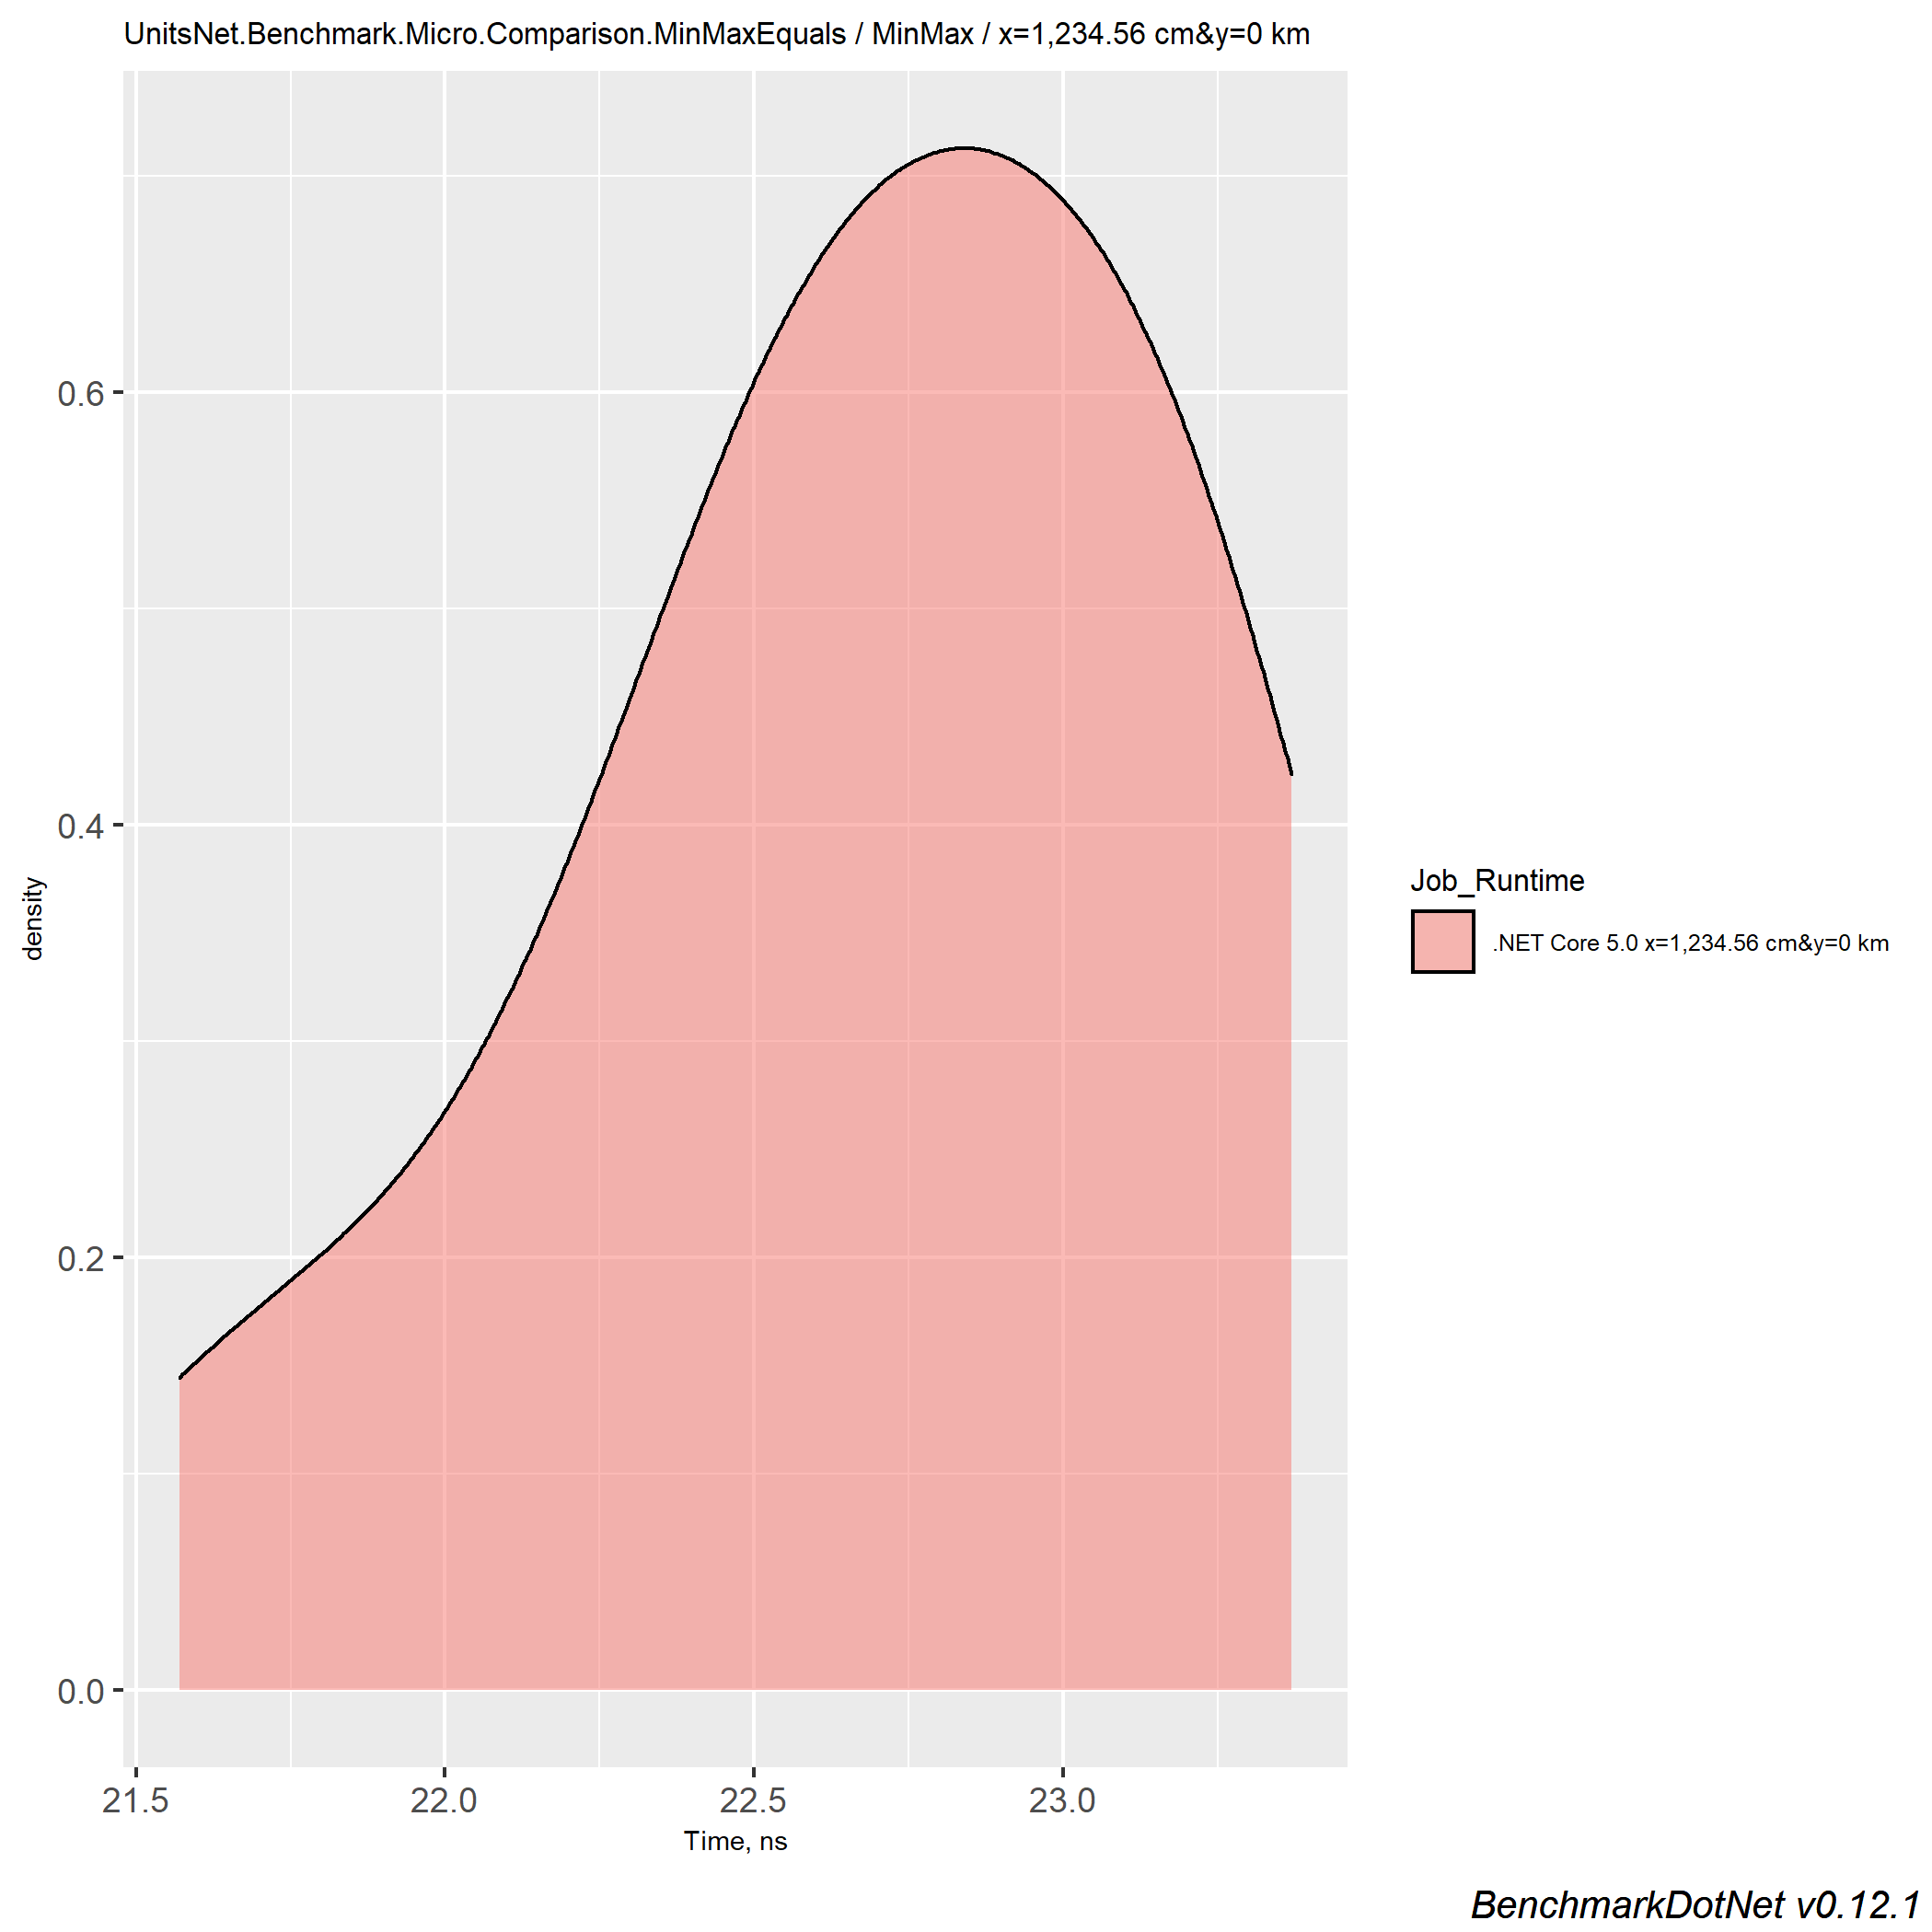 UnitsNet.Benchmark.Micro.Comparison.MinMaxEquals / MinMax / x=1,234.56 cm&y=0 km
0.6
0.4
0.2
0.0
density
21.5 22.0 22.5 23.0
Time, ns
Job_Runtime
.NET Core 5.0 x=1,234.56 cm&y=0 km
BenchmarkDotNet v0.12.1